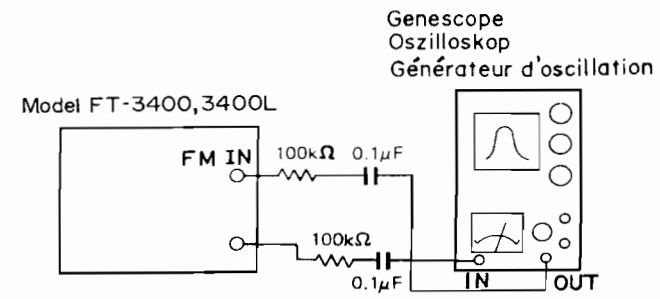 Genescope
Oszilloskop
Générateur d'oscillation
Model FT-3400,3400L
FM IN
100kΩ
0.1μF
100kΩ
0.1μF
IN
OUT